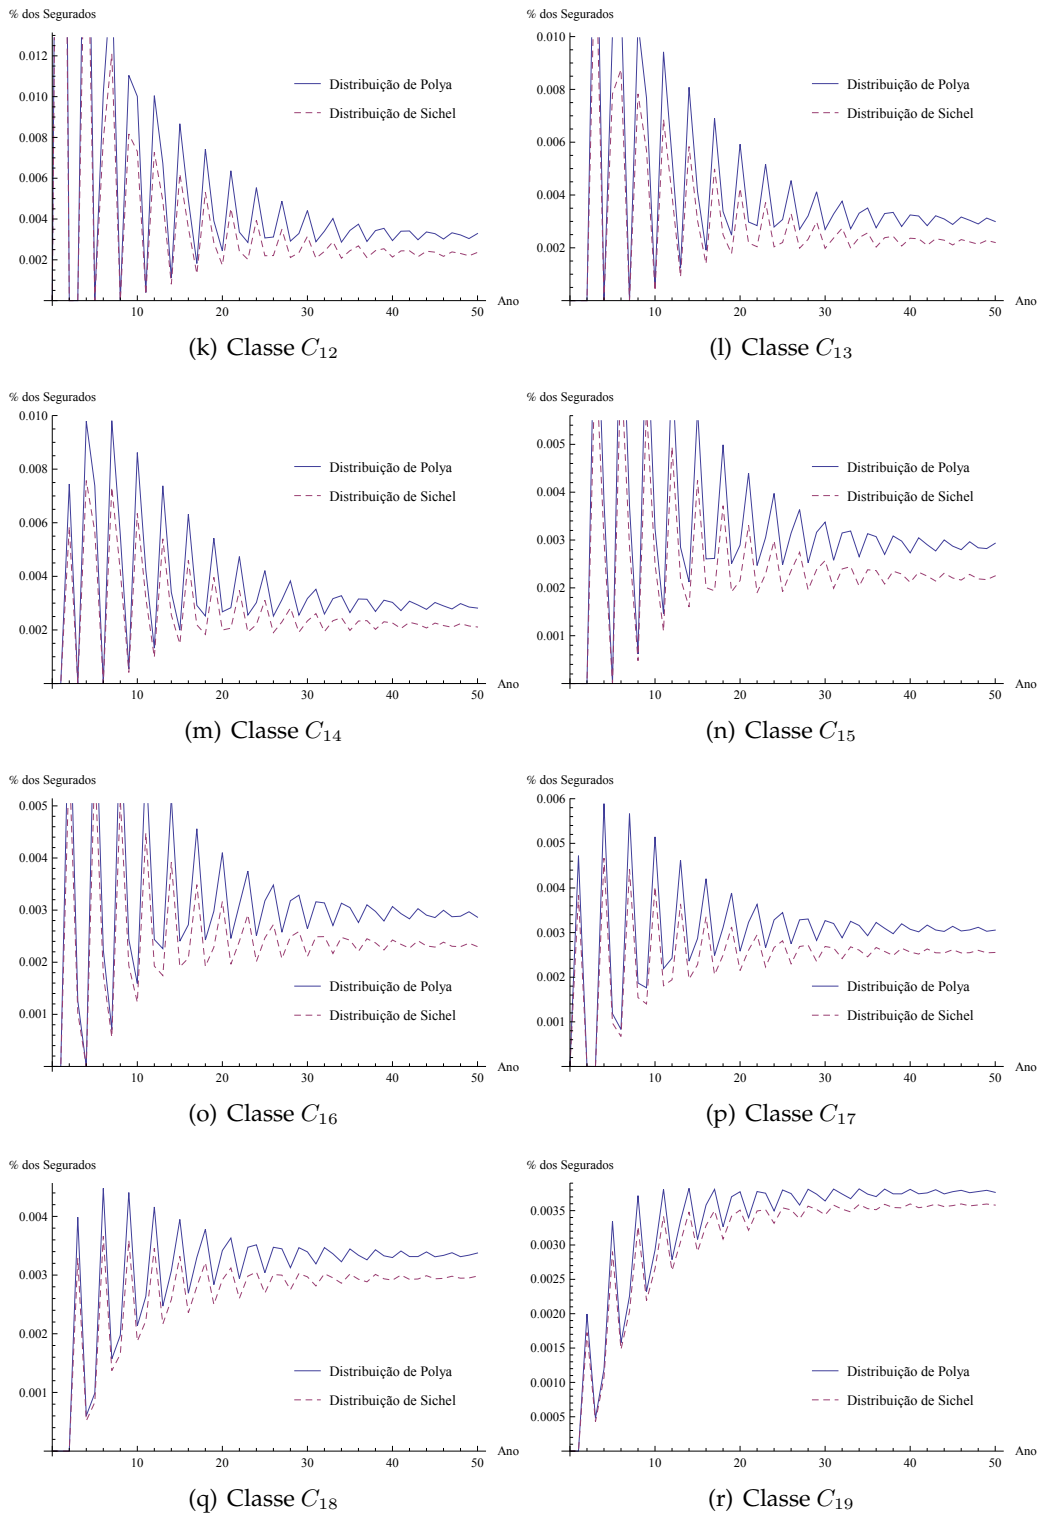 % dos Segurados
0.012
0.010
0.008
0.006
0.004
0.002
Distribuição de Polya
Distribuição de Sichel
10 20 30 40 50
Ano
(k) Classe C₁₂
% dos Segurados
0.010
0.008
0.006
0.004
0.002
Distribuição de Polya
Distribuição de Sichel
10 20 30 40 50
Ano
(l) Classe C₁₃
% dos Segurados
0.010
0.008
0.006
0.004
0.002
Distribuição de Polya
Distribuição de Sichel
10 20 30 40 50
Ano
(m) Classe C₁₄
% dos Segurados
0.005
0.004
0.003
0.002
0.001
Distribuição de Polya
Distribuição de Sichel
10 20 30 40 50
Ano
(n) Classe C₁₅
% dos Segurados
0.005
0.004
0.003
0.002
0.001
Distribuição de Polya
Distribuição de Sichel
10 20 30 40 50
Ano
(o) Classe C₁₆
% dos Segurados
0.006
0.005
0.004
0.003
0.002
0.001
Distribuição de Polya
Distribuição de Sichel
10 20 30 40 50
Ano
(p) Classe C₁₇
% dos Segurados
0.004
0.003
0.002
0.001
Distribuição de Polya
Distribuição de Sichel
10 20 30 40 50
Ano
(q) Classe C₁₈
% dos Segurados
0.0035
0.0030
0.0025
0.0020
0.0015
0.0010
0.0005
Distribuição de Polya
Distribuição de Sichel
10 20 30 40 50
Ano
(r) Classe C₁₉